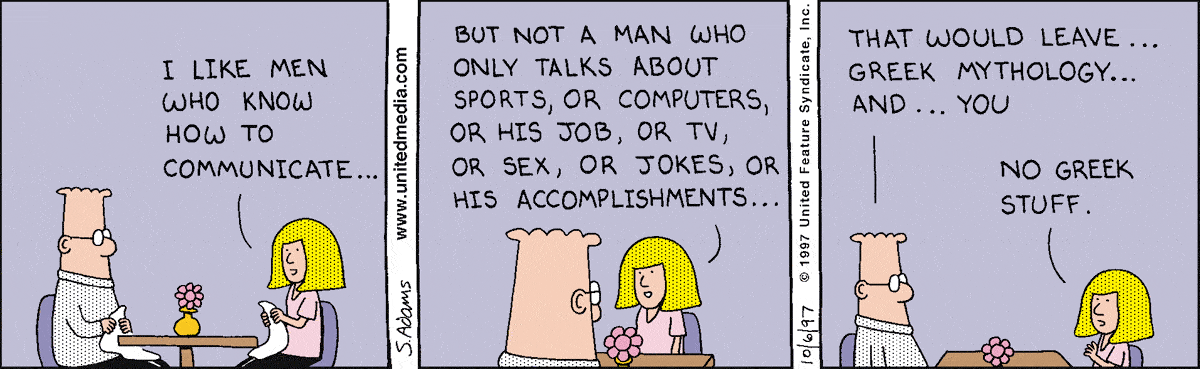 I LIKE MEN
WHO KNOW
HOW TO
COMMUNICATE...
www.unitedmedia.com
S.Adams
BUT NOT A MAN WHO
ONLY TALKS ABOUT
SPORTS, OR COMPUTERS,
OR HIS JOB, OR TV,
OR SEX, OR JOKES, OR
HIS ACCOMPLISHMENTS...
© 1997 United Feature Syndicate, Inc.
10/6/97
THAT WOULD LEAVE...
GREEK MYTHOLOGY...
AND... YOU
NO GREEK
STUFF.